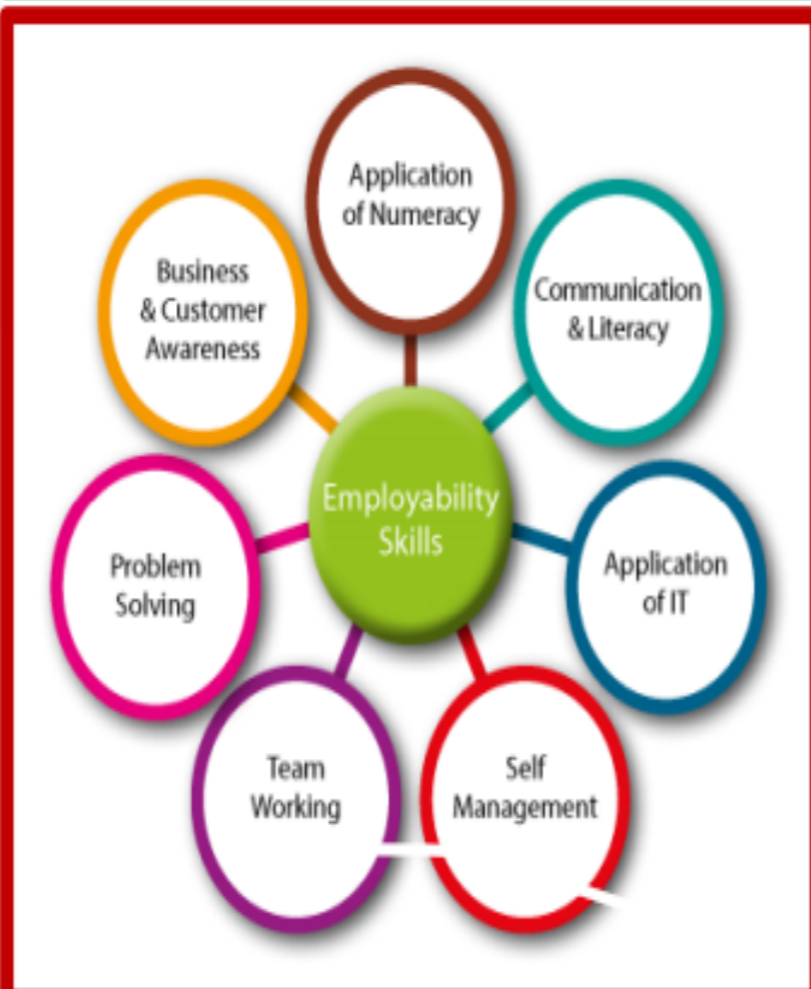 Application
of Numeracy
Communication
& Literacy
Application
of IT
Self
Management
Team
Working
Problem
Solving
Business
& Customer
Awareness
Employability
Skills